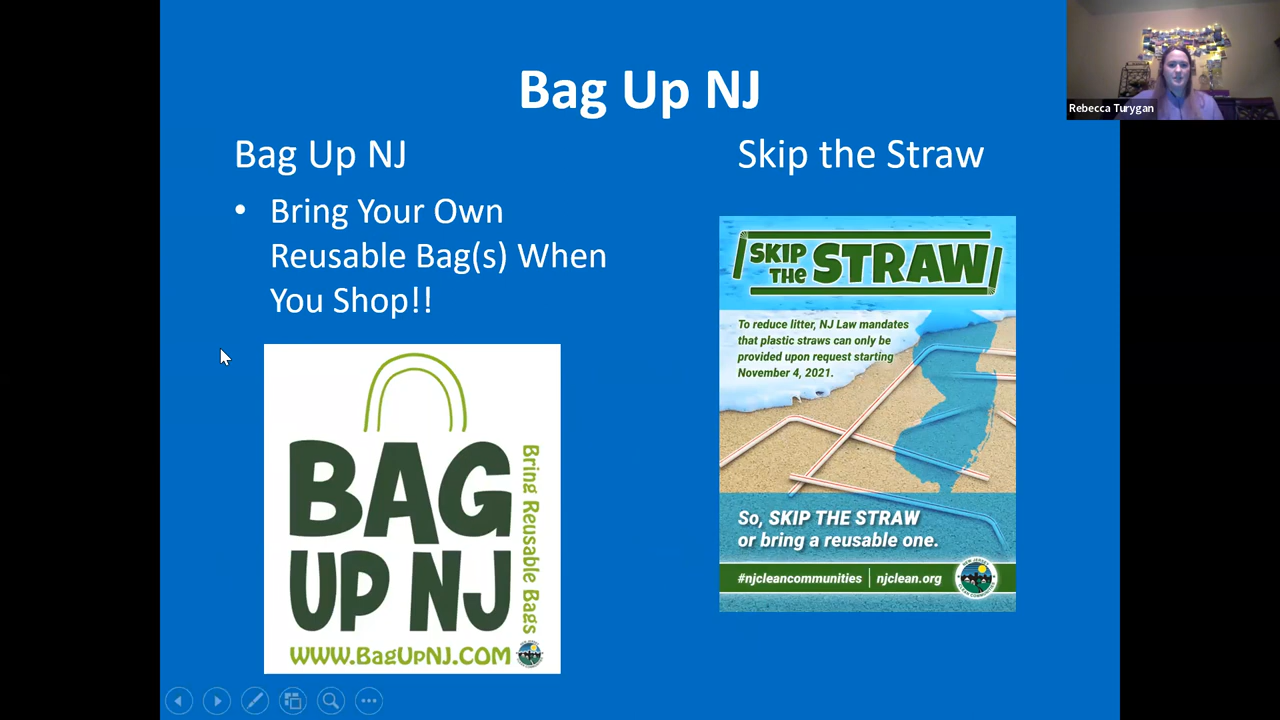 Bag Up NJ
Rebecca Turygan
Bag Up NJ
• Bring Your Own
Reusable Bag(s) When
You Shop!!
BAG
UP NJ
Bring Reusable Bags
WWW.BAGUPNJ.COM
Skip the Straw
SKIP
THE STRAW
To reduce litter, NJ Law mandates
that plastic straws can only be
provided upon request starting
November 4, 2021.
So, SKIP THE STRAW
or bring a reusable one.
#njcleancommunities | njclean.org